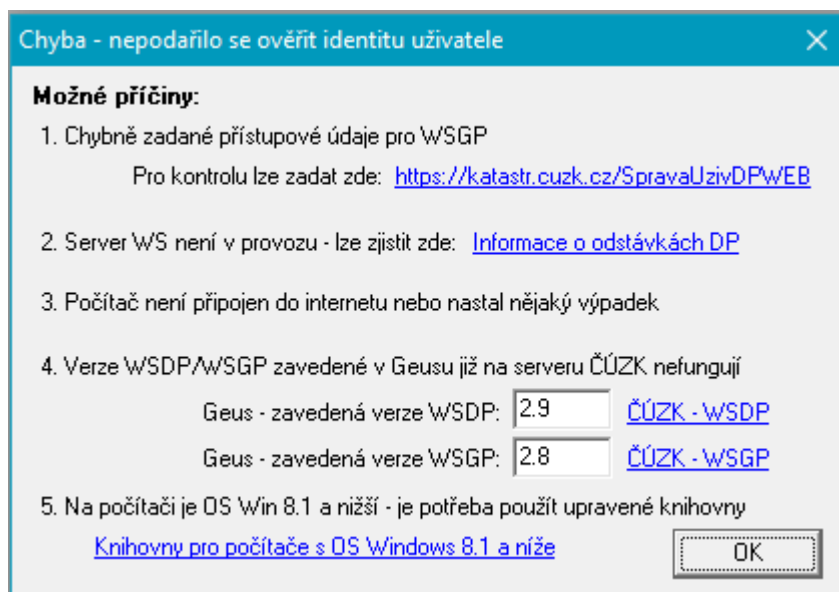 Chyba - nepodařilo se ověřit identitu uživatele
Možné příčiny:
1. Chybně zadané přístupové údaje pro WSGP
Pro kontrolu lze zadat zde: https://katastr.cuzk.cz/SpravaUzivDPWEB
2. Server WS není v provozu - lze zjistit zde: Informace o odstávkách DP
3. Počítač není připojen do internetu nebo nastal nějaký výpadek
4. Verze WSDP/WSGP zavedené v Geusu již na serveru ČÚZK nefungují
Geus - zavedená verze WSDP: 2.9 ČÚZK - WSDP
Geus - zavedená verze WSGP: 2.8 ČÚZK - WSGP
5. Na počítači je OS Win 8.1 a nižší - je potřeba použít upravené knihovny
Knihovny pro počítače s OS Windows 8.1 a níže
OK